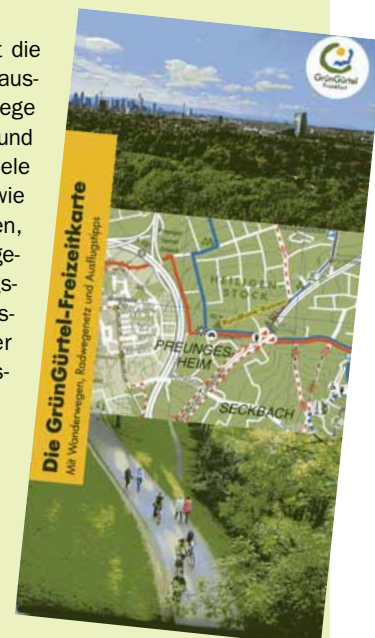 t die
aus-
ege
und
ele
wie
en,
ge-
gs-
s-
er
s-
GrünGürtel
Frankfurt
Die GrünGürtel-Freizeitkarte
Mit Wanderwegen, Radwegenetz und Ausflugstipps
HEILIGEN-
STOCK
PREUNGES-
HEIM
SECKBACH